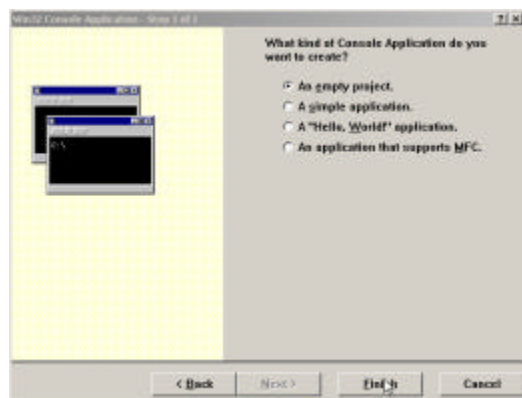 Win32 Console Application - Step 1 of 1
What kind of Console Application do you
want to create?
An empty project.
A simple application.
A "Hello, World!" application.
An application that supports MFC.
C:\
< Back
Next >
Finish
Cancel